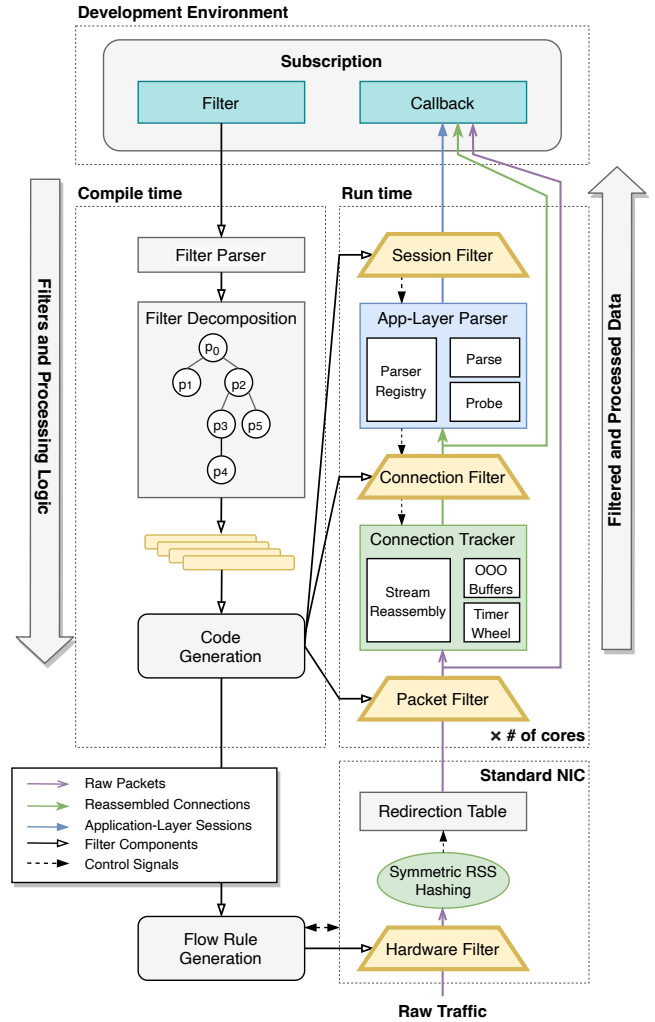 Development Environment
Subscription
Filter
Callback
Filters and Processing Logic
Compile time
Filter Parser
Filter Decomposition
p0
p1
p2
p3
p5
p4
Code
Generation
Run time
Session Filter
App-Layer Parser
Parser
Registry
Parse
Probe
Connection Filter
Connection Tracker
Stream
Reassembly
OOO
Buffers
Timer
Wheel
Packet Filter
× # of cores
Filtered and Processed Data
Raw Packets
Reassembled Connections
Application-Layer Sessions
Filter Components
Control Signals
Standard NIC
Redirection Table
Symmetric RSS
Hashing
Flow Rule
Generation
Hardware Filter
Raw Traffic